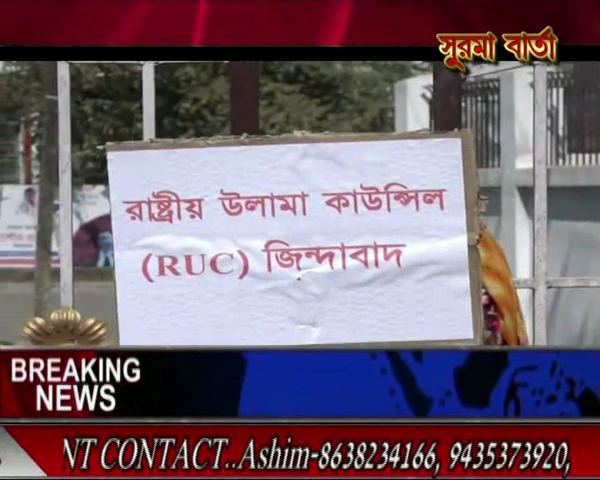 সুরমা বার্তা
রাষ্ট্রীয় উলামা কাউন্সিল
(RUC) জিন্দাবাদ
BREAKING
NEWS
NT CONTACT..Ashim-8638234166, 9435373920,